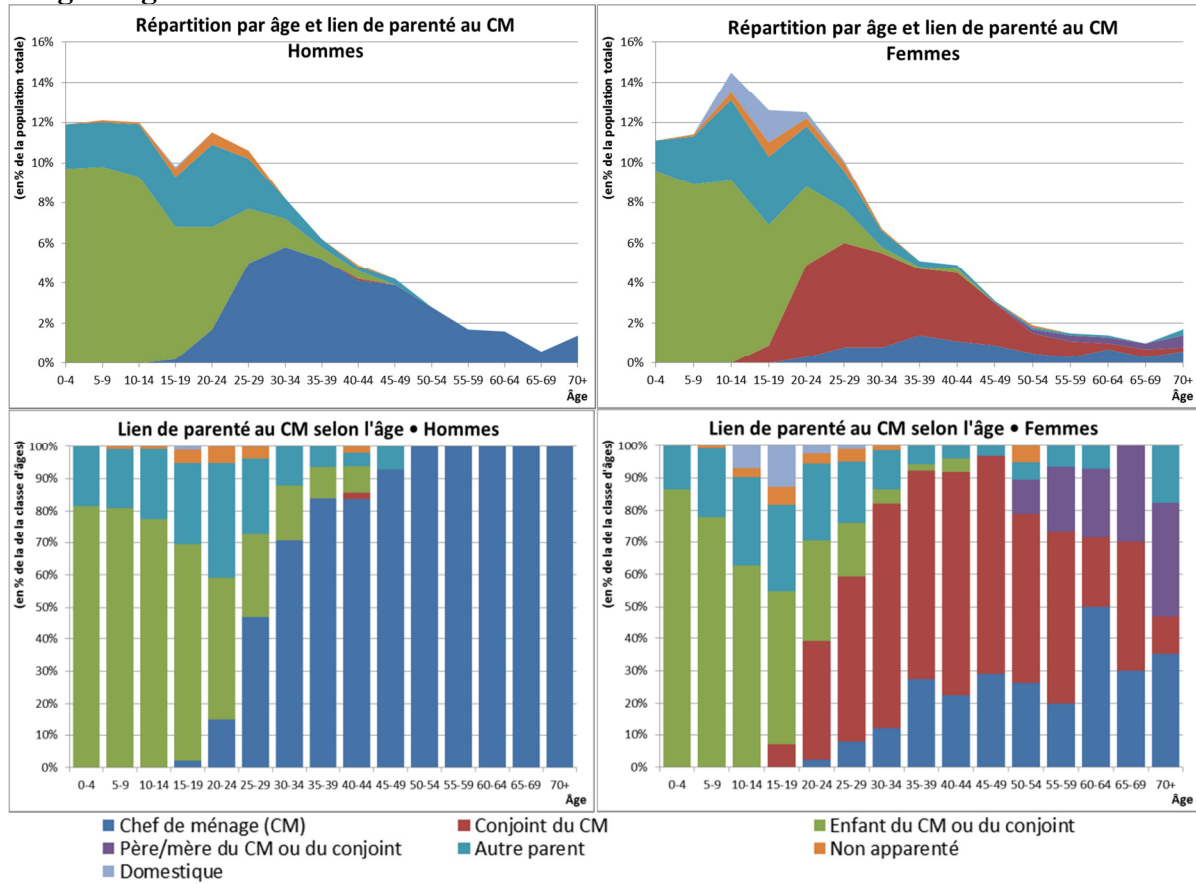 Répartition par âge et lien de parenté au CM
Hommes
(en % de la population totale)
16%
14%
12%
10%
8%
6%
4%
2%
0%
0-4 5-9 10-14 15-19 20-24 25-29 30-34 35-39 40-44 45-49 50-54 55-59 60-64 65-69 70+
Âge
Répartition par âge et lien de parenté au CM
Femmes
(en % de la population totale)
16%
14%
12%
10%
8%
6%
4%
2%
0%
0-4 5-9 10-14 15-19 20-24 25-29 30-34 35-39 40-44 45-49 50-54 55-59 60-64 65-69 70+
Âge
Lien de parenté au CM selon l'âge • Hommes
(en % de la de la classe d'âges)
100%
90%
80%
70%
60%
50%
40%
30%
20%
10%
0%
0-4 5-9 10-14 15-19 20-24 25-29 30-34 35-39 40-44 45-49 50-54 55-59 60-64 65-69 70+
Âge
Lien de parenté au CM selon l'âge • Femmes
(en % de la de la classe d'âges)
100%
90%
80%
70%
60%
50%
40%
30%
20%
10%
0%
0-4 5-9 10-14 15-19 20-24 25-29 30-34 35-39 40-44 45-49 50-54 55-59 60-64 65-69 70+
Âge
Chef de ménage (CM) Conjoint du CM Enfant du CM ou du conjoint
Père/mère du CM ou du conjoint Autre parent Non apparenté
Domestique